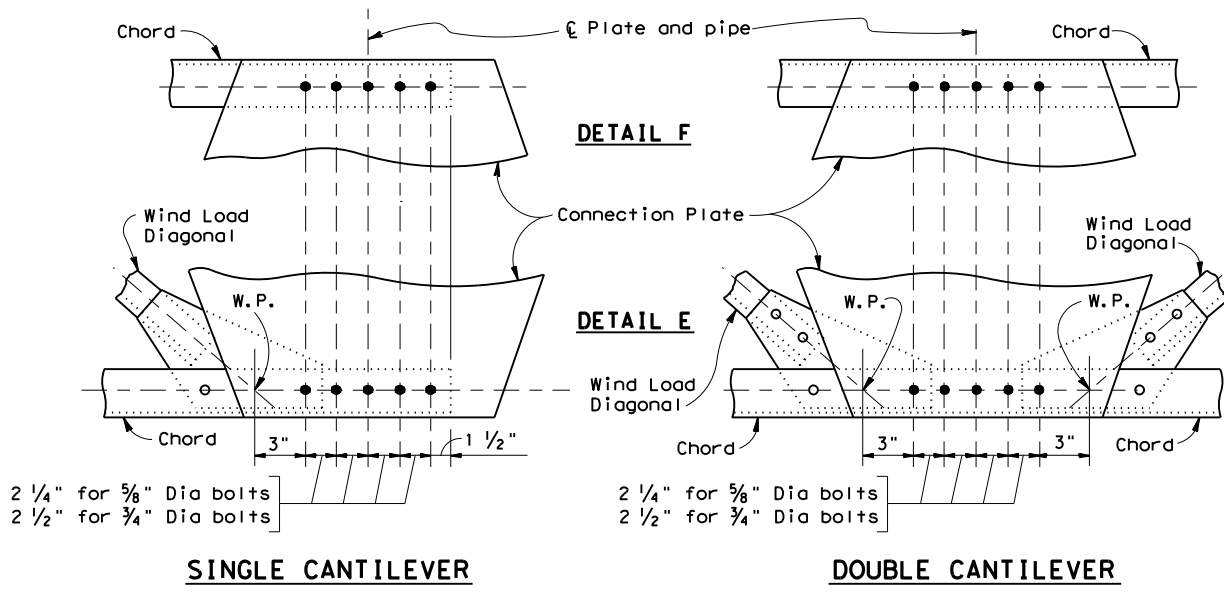 Chord
℄ Plate and pipe
Chord
DETAIL F
Wind Load
Diagonal
Connection Plate
Wind Load
Diagonal
W.P.
W.P.
W.P.
DETAIL E
Wind Load
Diagonal
Chord
3"
1 ½"
Chord
3"
3"
Chord
2 ¼" for ⅝" Dia bolts
2 ½" for ¾" Dia bolts
2 ¼" for ⅝" Dia bolts
2 ½" for ¾" Dia bolts
SINGLE CANTILEVER
DOUBLE CANTILEVER